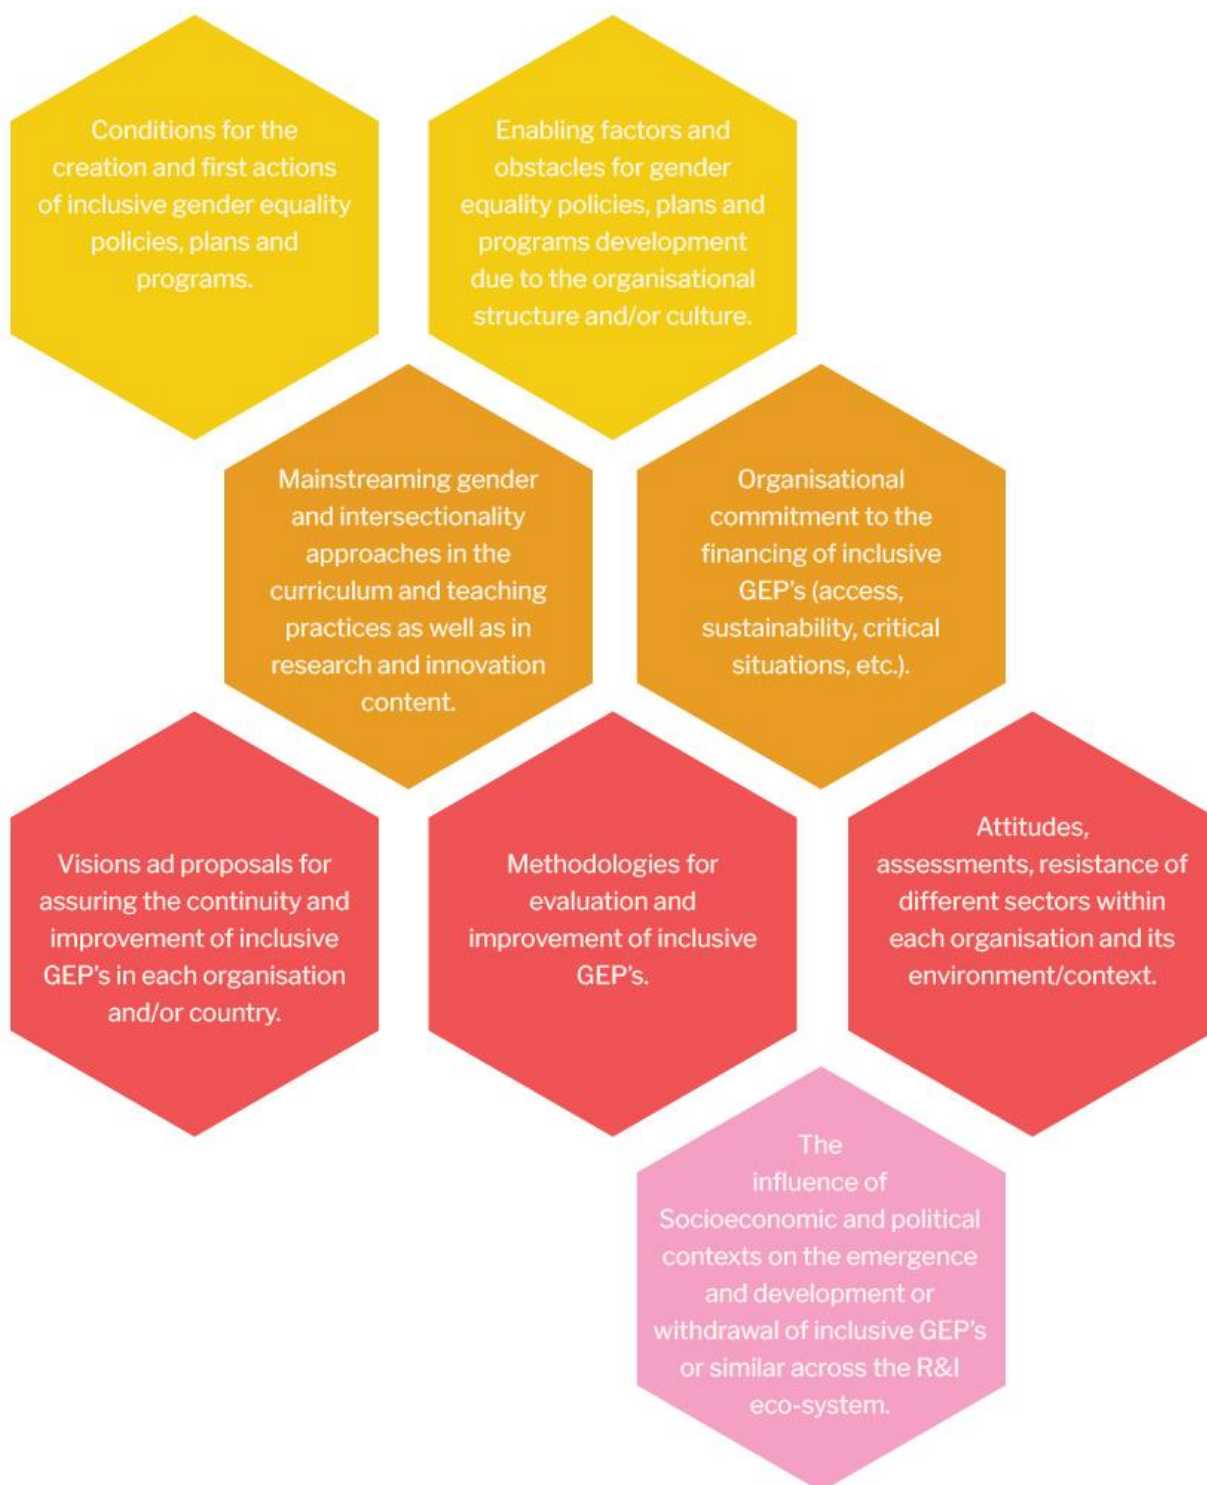 Conditions for the
creation and first actions
of inclusive gender equality
policies, plans and
programs.
Enabling factors and
obstacles for gender
equality policies, plans and
programs development
due to the organisational
structure and/or culture.
Mainstreaming gender
and intersectionality
approaches in the
curriculum and teaching
practices as well as in
research and innovation
content.
Organisational
commitment to the
financing of inclusive
GEP's (access,
sustainability, critical
situations, etc.).
Visions ad proposals for
assuring the continuity and
improvement of inclusive
GEP's in each organisation
and/or country.
Methodologies for
evaluation and
improvement of inclusive
GEP's.
Attitudes,
assessments, resistance of
different sectors within
each organisation and its
environment/context.
The
influence of
Socioeconomic and political
contexts on the emergence
and development or
withdrawal of inclusive GEP's
or similar across the R&I
eco-system.